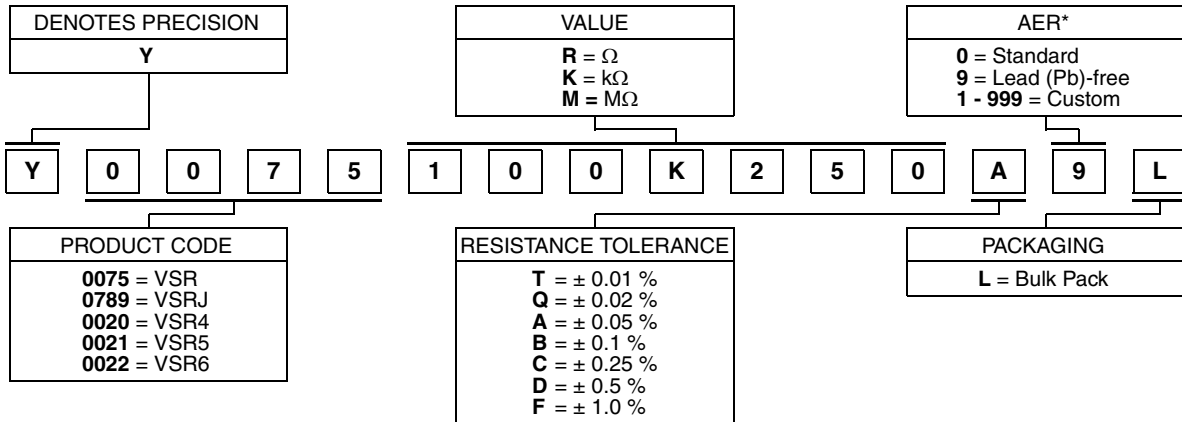 DENOTES PRECISION
Y
VALUE
R = Ω
K = kΩ
M = MΩ
AER*
0 = Standard
9 = Lead (Pb)-free
1 - 999 = Custom
Y 0 0 7 5 1 0 0 K 2 5 0 A 9 L
PRODUCT CODE
0075 = VSR
0789 = VSRJ
0020 = VSR4
0021 = VSR5
0022 = VSR6
RESISTANCE TOLERANCE
T = ± 0.01 %
Q = ± 0.02 %
A = ± 0.05 %
B = ± 0.1 %
C = ± 0.25 %
D = ± 0.5 %
F = ± 1.0 %
PACKAGING
L = Bulk Pack